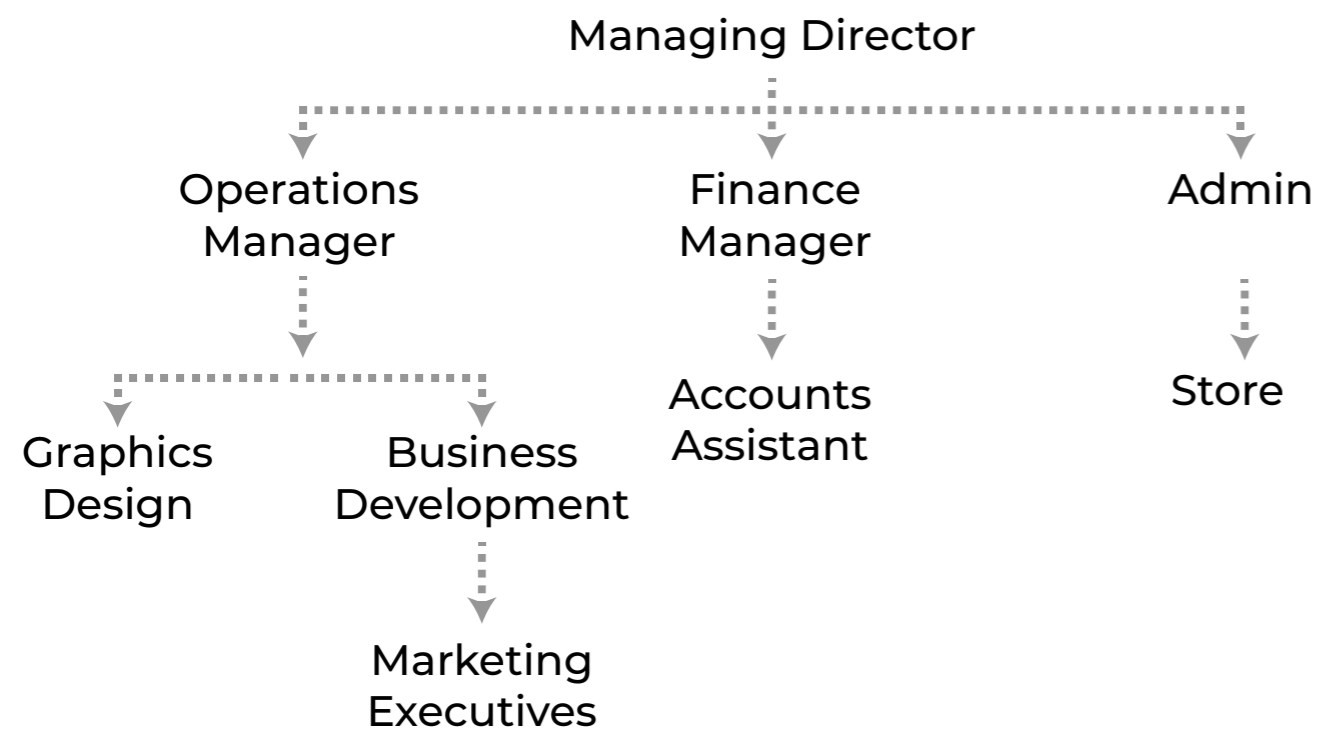 Managing Director
Operations
Manager
Finance
Manager
Admin
Graphics
Design
Business
Development
Accounts
Assistant
Store
Marketing
Executives